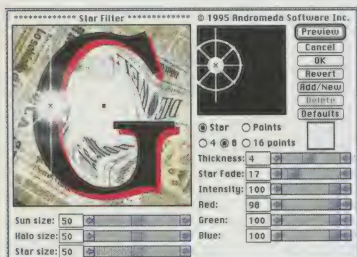 Star Filter
© 1995 Andromeda Software Inc.
G
Preview
Cancel
OK
Revert
Add/New
Delete
Defaults
Star Points
4 8 16 points
Thickness: 4
Star Fade: 17
Intensity: 100
Red: 98
Green: 100
Blue: 100
Sun size: 50
Halo size: 50
Star size: 50